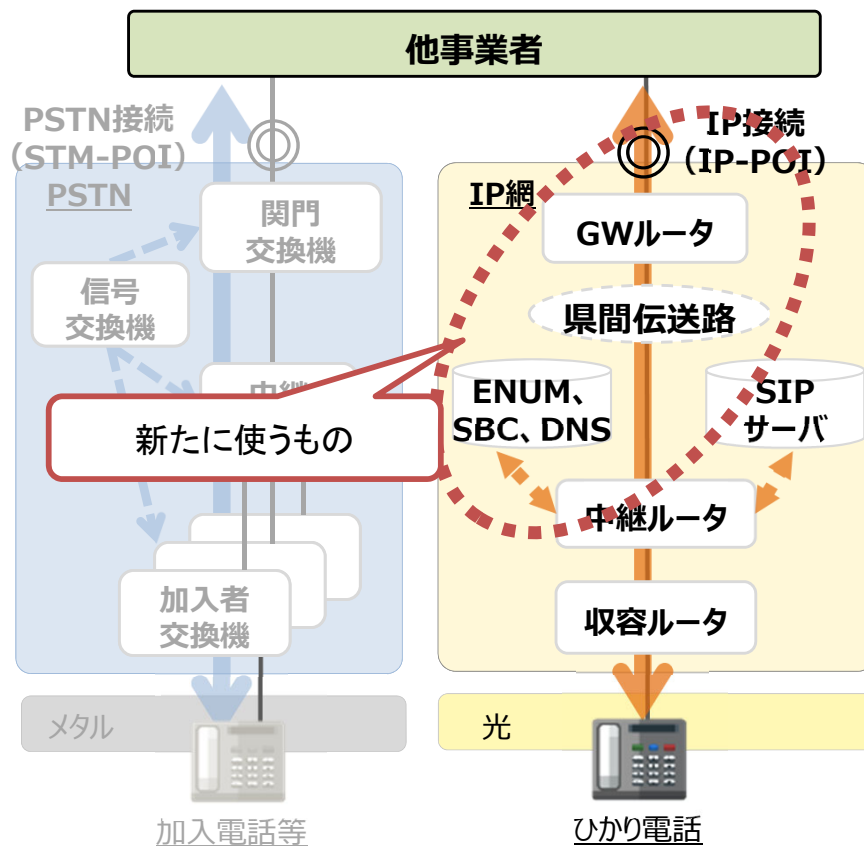 他事業者
PSTN接続
（STM-POI）
PSTN
関門
交換機
信号
交換機
中継
新たに使うもの
加入者
交換機
メタル
加入電話等
IP接続
（IP-POI）
IP網
GWルータ
県間伝送路
ENUM、
SBC、DNS
SIP
サーバ
中継ルータ
収容ルータ
光
ひかり電話